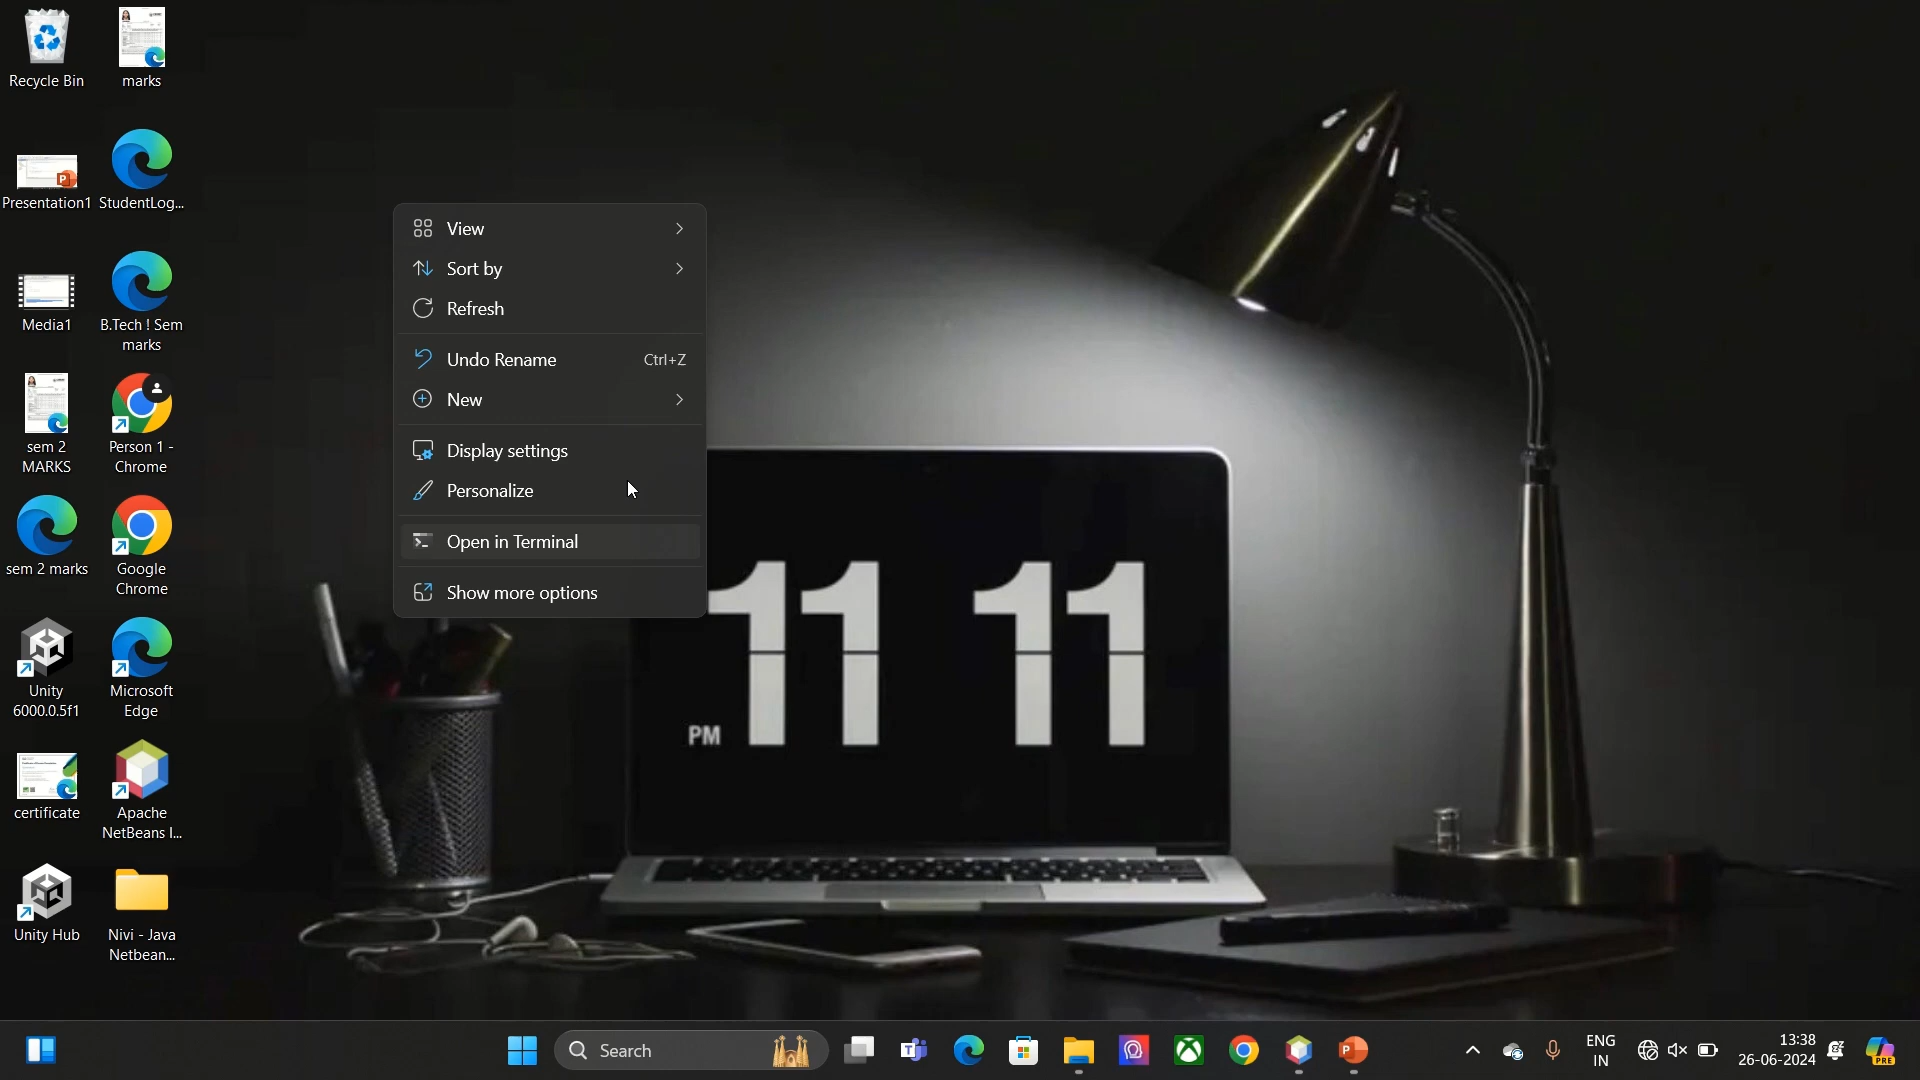 Recycle Bin
marks
Presentation1
StudentLog...
Media1
B.Tech ! Sem
marks
sem 2
MARKS
Person 1 -
Chrome
sem 2 marks
Google
Chrome
Unity
6000.0.5f1
Microsoft
Edge
certificate
Apache
NetBeans I...
Unity Hub
Nivi - Java
Netbean...
View
Sort by
Refresh
Undo Rename Ctrl+Z
New
Display settings
Personalize
Open in Terminal
Show more options
11 11
PM
Search
ENG
IN
13:38
26-06-2024
PRE